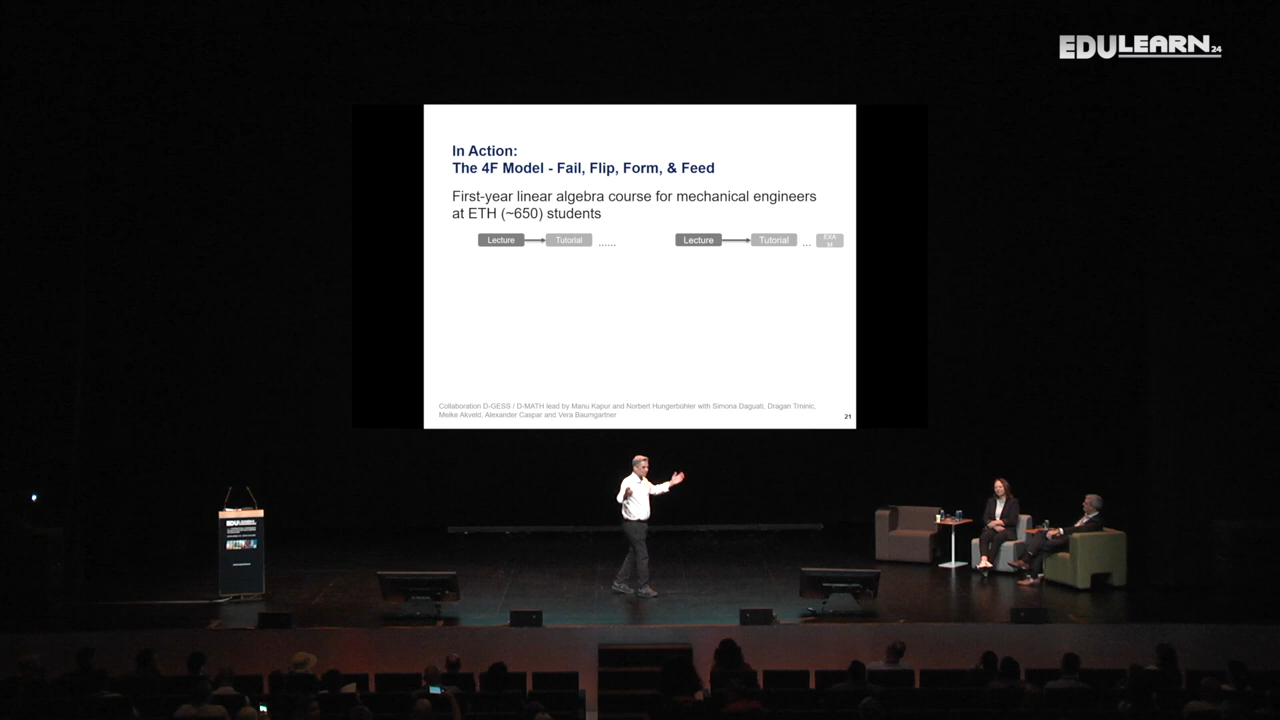 EDULEARN24
In Action:
The 4F Model - Fail, Flip, Form, & Feed
First-year linear algebra course for mechanical engineers
at ETH (~650) students
Lecture Tutorial ...... Lecture Tutorial ... EXA
M
Collaboration D-GESS / D-MATH lead by Manu Kapur and Norbert Hungerbühler with Simona Daguati, Dragan Trninic,
Meike Akveld, Alexander Caspar and Vera Baumgartner
21
EDULEARN